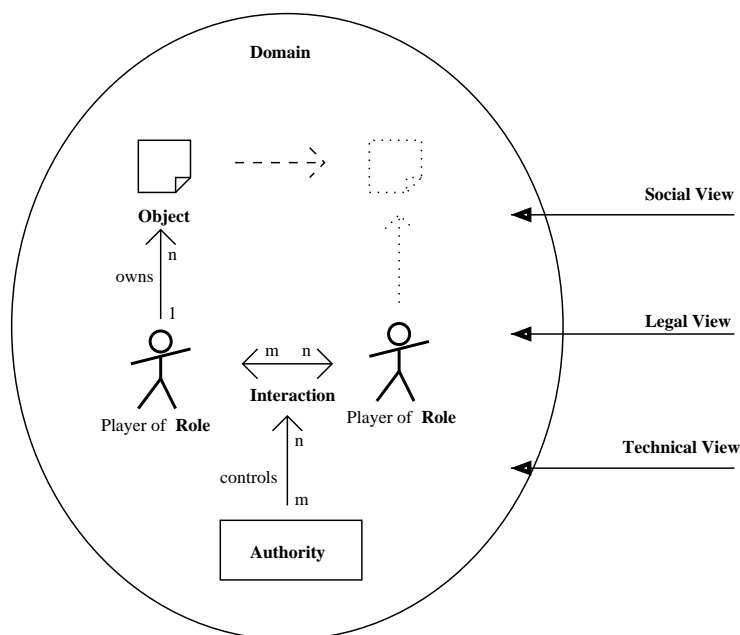 Domain
Social View
Object
n
owns
1
Legal View
m n
Interaction
Player of Role
Player of Role
n
Technical View
controls
m
Authority